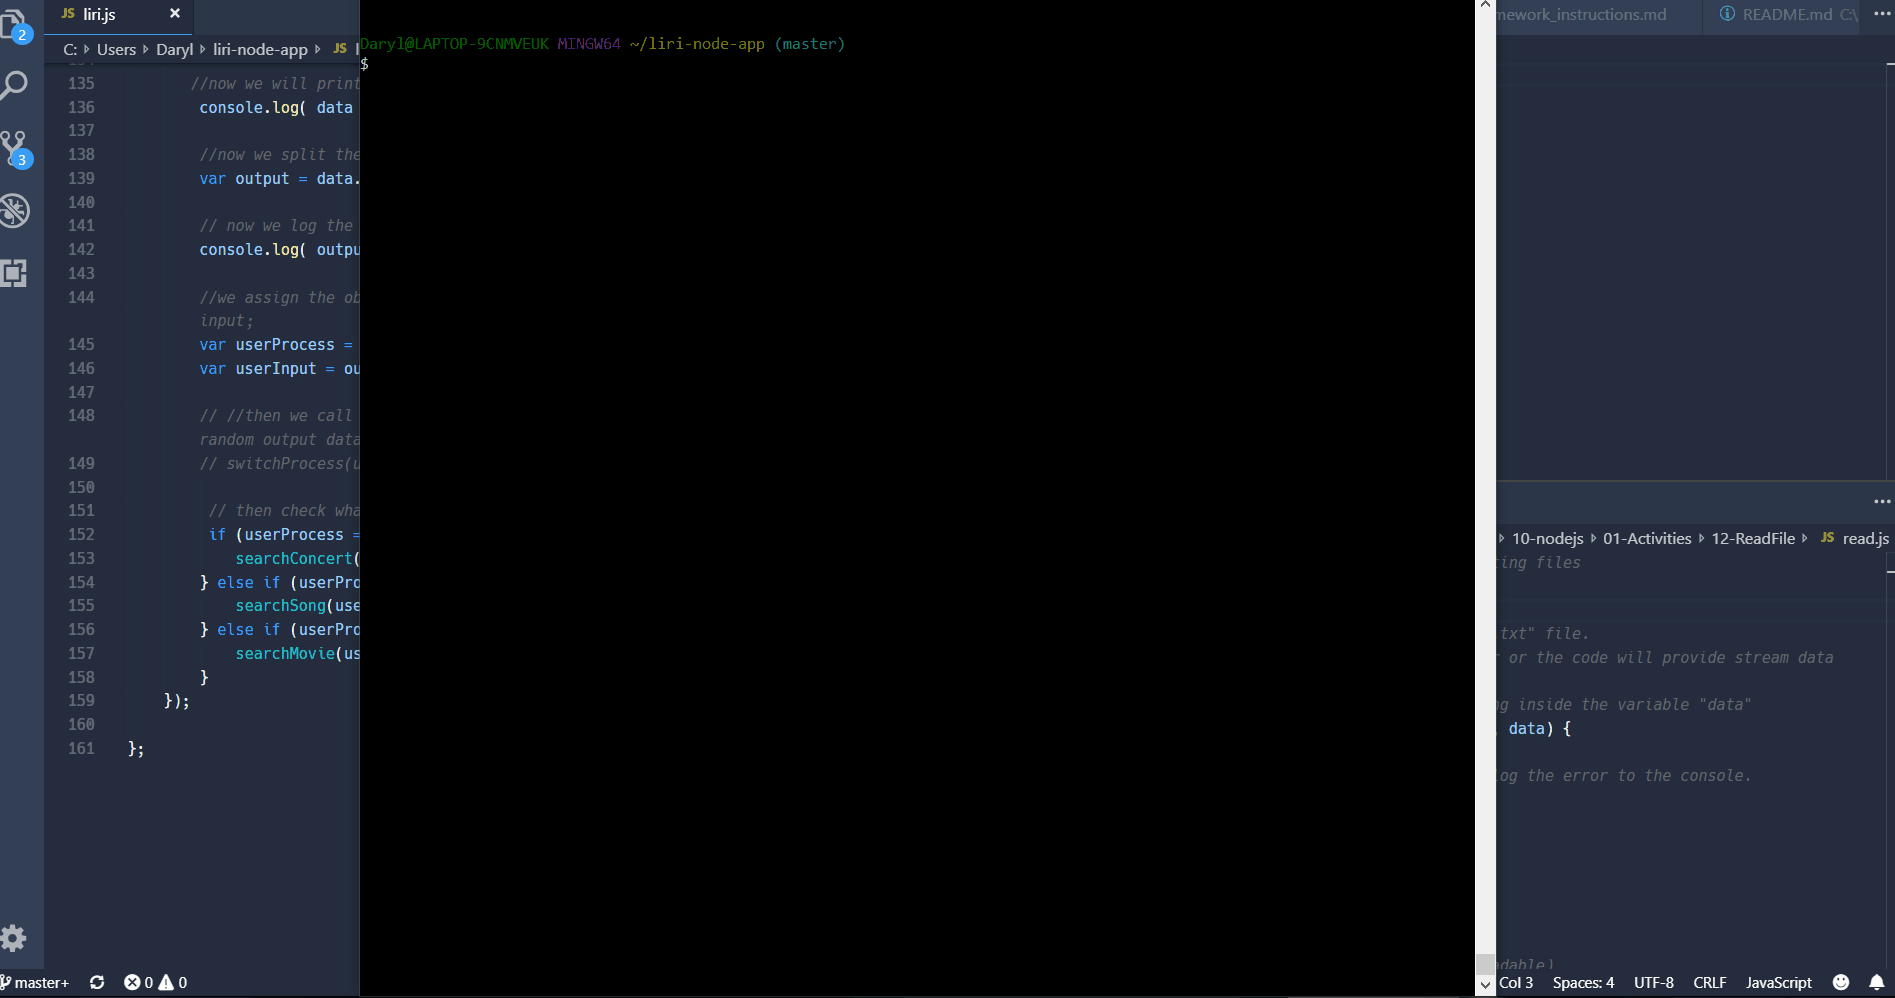 JS liri.js ×
C: › Users › Daryl › liri-node-app › JS
2
3
135 //now we will print
136 console.log( data
137
138 //now we split the
139 var output = data.
140
141 // now we log the
142 console.log( outpu
143
144 //we assign the ob
input;
145 var userProcess =
146 var userInput = ou
147
148 // //then we call
random output data
149 // switchProcess(u
150
151 // then check wha
152 if (userProcess =
153 searchConcert(
154 } else if (userPro
155 searchSong(use
156 } else if (userPro
157 searchMovie(us
158 }
159 });
160
161 };
Daryl@LAPTOP-9CNMVEUK MINGW64 ~/liri-node-app (master)
$
mework_instructions.md README.md C:\ ...
...
› 10-nodejs › 01-Activities › 12-ReadFile › JS read.js
ting files
txt" file.
r or the code will provide stream data
ng inside the variable "data"
data) {
log the error to the console.
adable)
master+ 0 0 Col 3 Spaces: 4 UTF-8 CRLF JavaScript